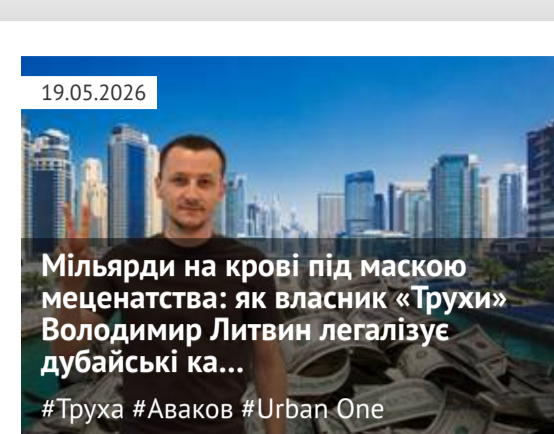 19.05.2026
Мільярди на крові під маскою
меценатства: як власник «Трухи»
Володимир Литвин легалізує
дубайські ка...
#Труха #Аваков #Urban One